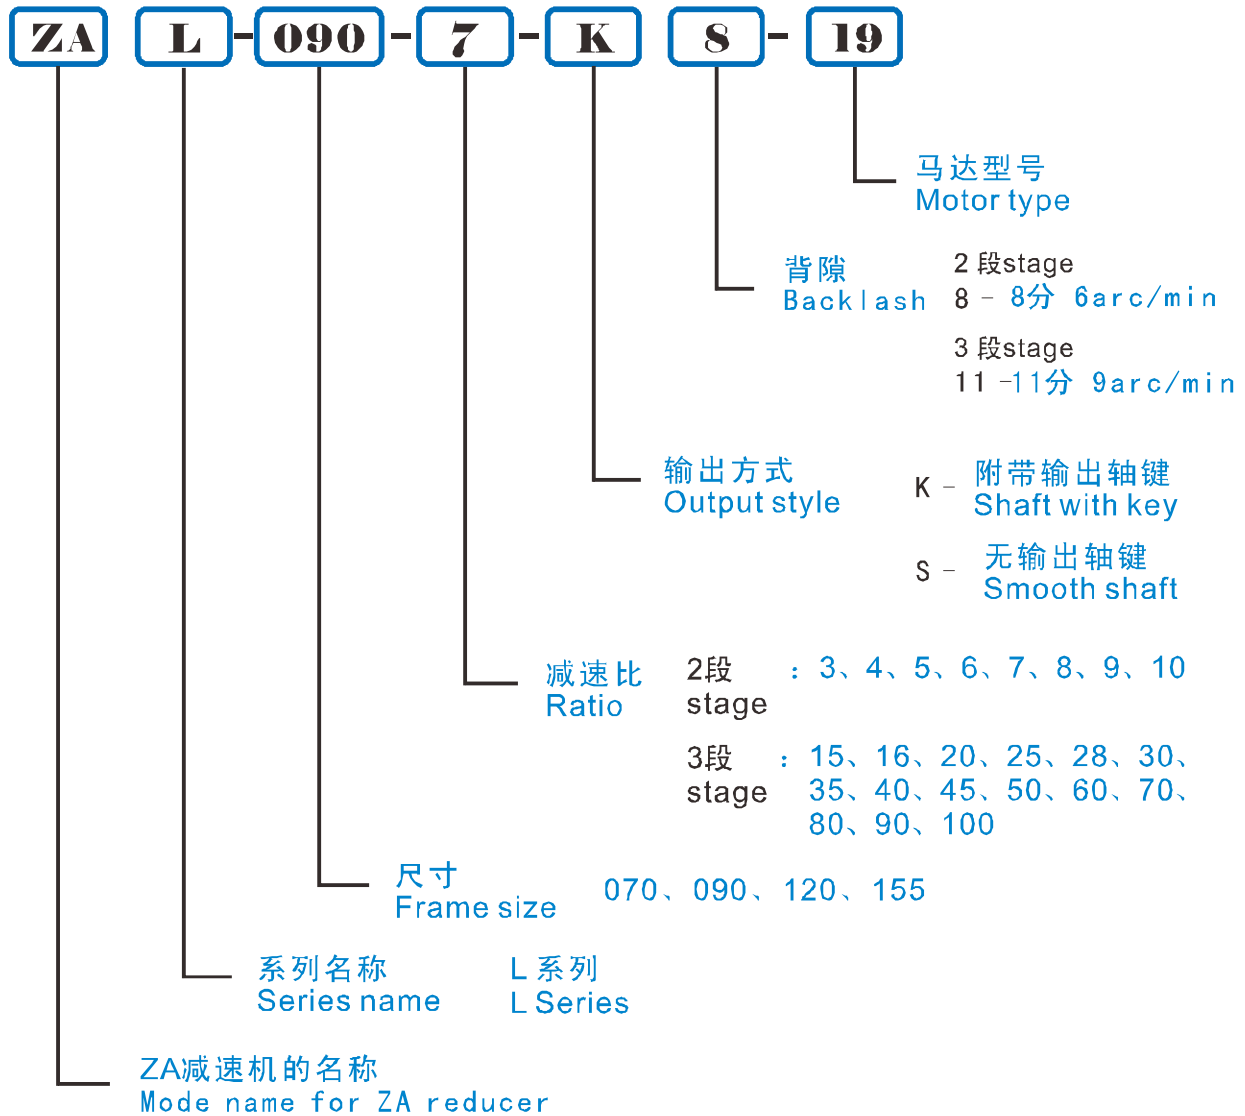 ZA L-090-7-K 8-19
马达型号
Motor type
背隙
Backlash
2 段stage
8 - 8分 6arc/min
3 段stage
11 -11分 9arc/min
输出方式
Output style
K - 附带输出轴键
Shaft with key
S - 无输出轴键
Smooth shaft
减速比
Ratio
2段 : 3、4、5、6、7、8、9、10
stage
3段 : 15、16、20、25、28、30、
stage 35、40、45、50、60、70、
80、90、100
尺寸
Frame size
070、090、120、155
系列名称
Series name
L 系列
L Series
ZA减速机的名称
Mode name for ZA reducer